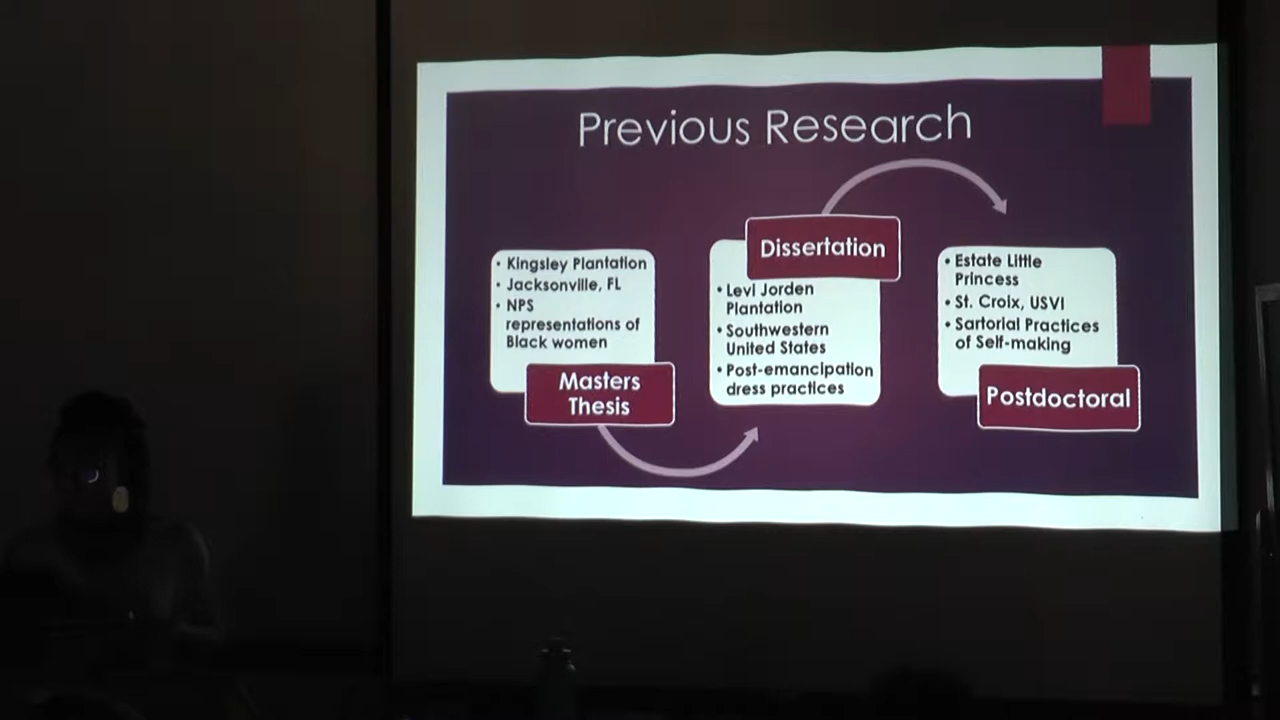 Previous Research
• Kingsley Plantation
• Jacksonville, FL
• NPS
representations of
Black women
Masters
Thesis
Dissertation
• Levi Jorden
Plantation
• Southwestern
United States
• Post-emancipation
dress practices
• Estate Little
Princess
• St. Croix, USVI
• Sartorial Practices
of Self-making
Postdoctoral